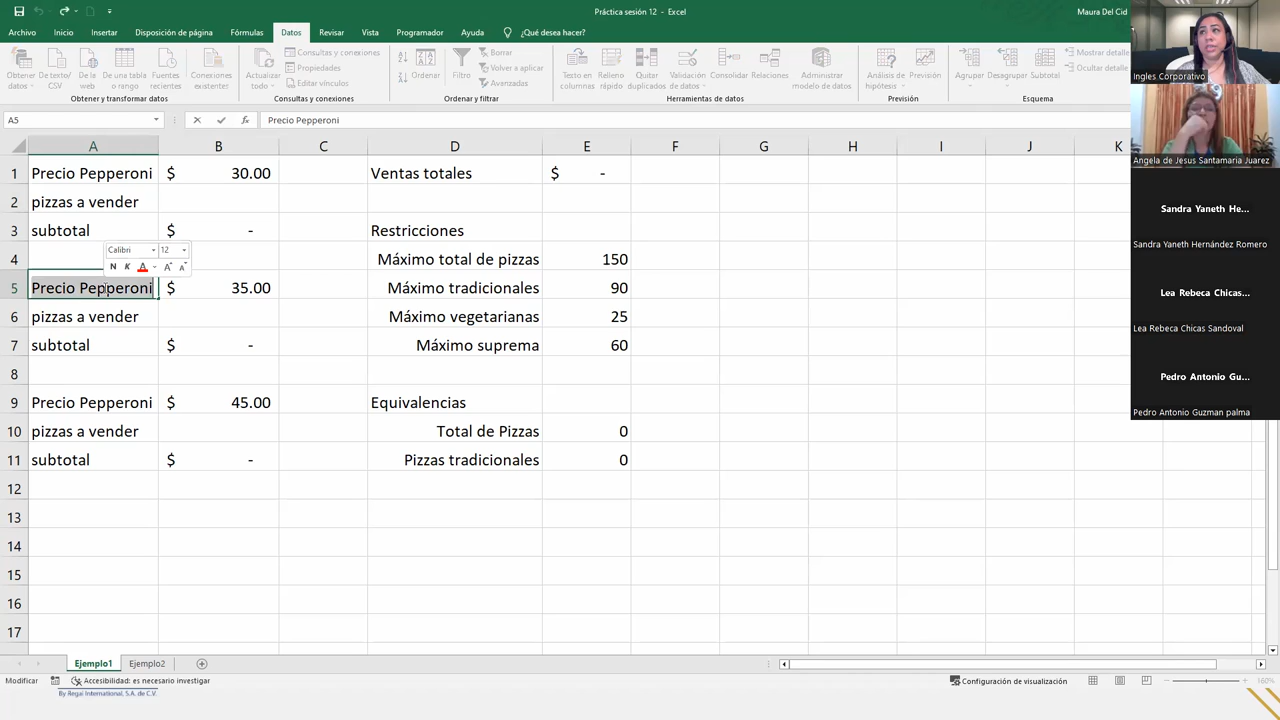 Práctica sesión 12 - Excel
Maura Del Cid
Archivo Inicio Insertar Disposición de página Fórmulas Datos Revisar Vista Programador Ayuda ¿Qué desea hacer?
Obtener datos
De texto/CSV
De la web
De una tabla o rango
Fuentes recientes
Conexiones existentes
Obtener y transformar datos
Actualizar todo
Consultas y conexiones
Propiedades
Editar vínculos
Consultas y conexiones
Ordenar
Filtro
Borrar
Volver a aplicar
Avanzadas
Ordenar y filtrar
Texto en columnas
Relleno rápido
Quitar duplicados
Validación de datos
Consolidar
Relaciones
Administrar modelo de datos
Herramientas de datos
Análisis de hipótesis
Previsión
Previsión
Agrupar
Desagrupar
Subtotal
Mostrar detalle
Ocultar detalle
Esquema
A5 fx Precio Pepperoni
A B C D E F G H I J K
1 Precio Pepperoni $ 30.00 Ventas totales $ -
2 pizzas a vender
3 subtotal $ - Restricciones
Calibri 12
N K A A A
4 Máximo total de pizzas 150
5 Precio Pepperoni $ 35.00 Máximo tradicionales 90
6 pizzas a vender Máximo vegetarianas 25
7 subtotal $ - Máximo suprema 60
8
9 Precio Pepperoni $ 45.00 Equivalencias
10 pizzas a vender Total de Pizzas 0
11 subtotal $ - Pizzas tradicionales 0
12
13
14
15
16
17
Ejemplo1 Ejemplo2
Modificar Accesibilidad: es necesario investigar Configuración de visualización 160%
By Regal International, S.A. de C.V.
Ingles Corporativo
Angela de Jesus Santamaria Juarez
Sandra Yaneth He...
Sandra Yaneth Hernández Romero
Lea Rebeca Chicas...
Lea Rebeca Chicas Sandoval
Pedro Antonio Gu...
Pedro Antonio Guzman palma